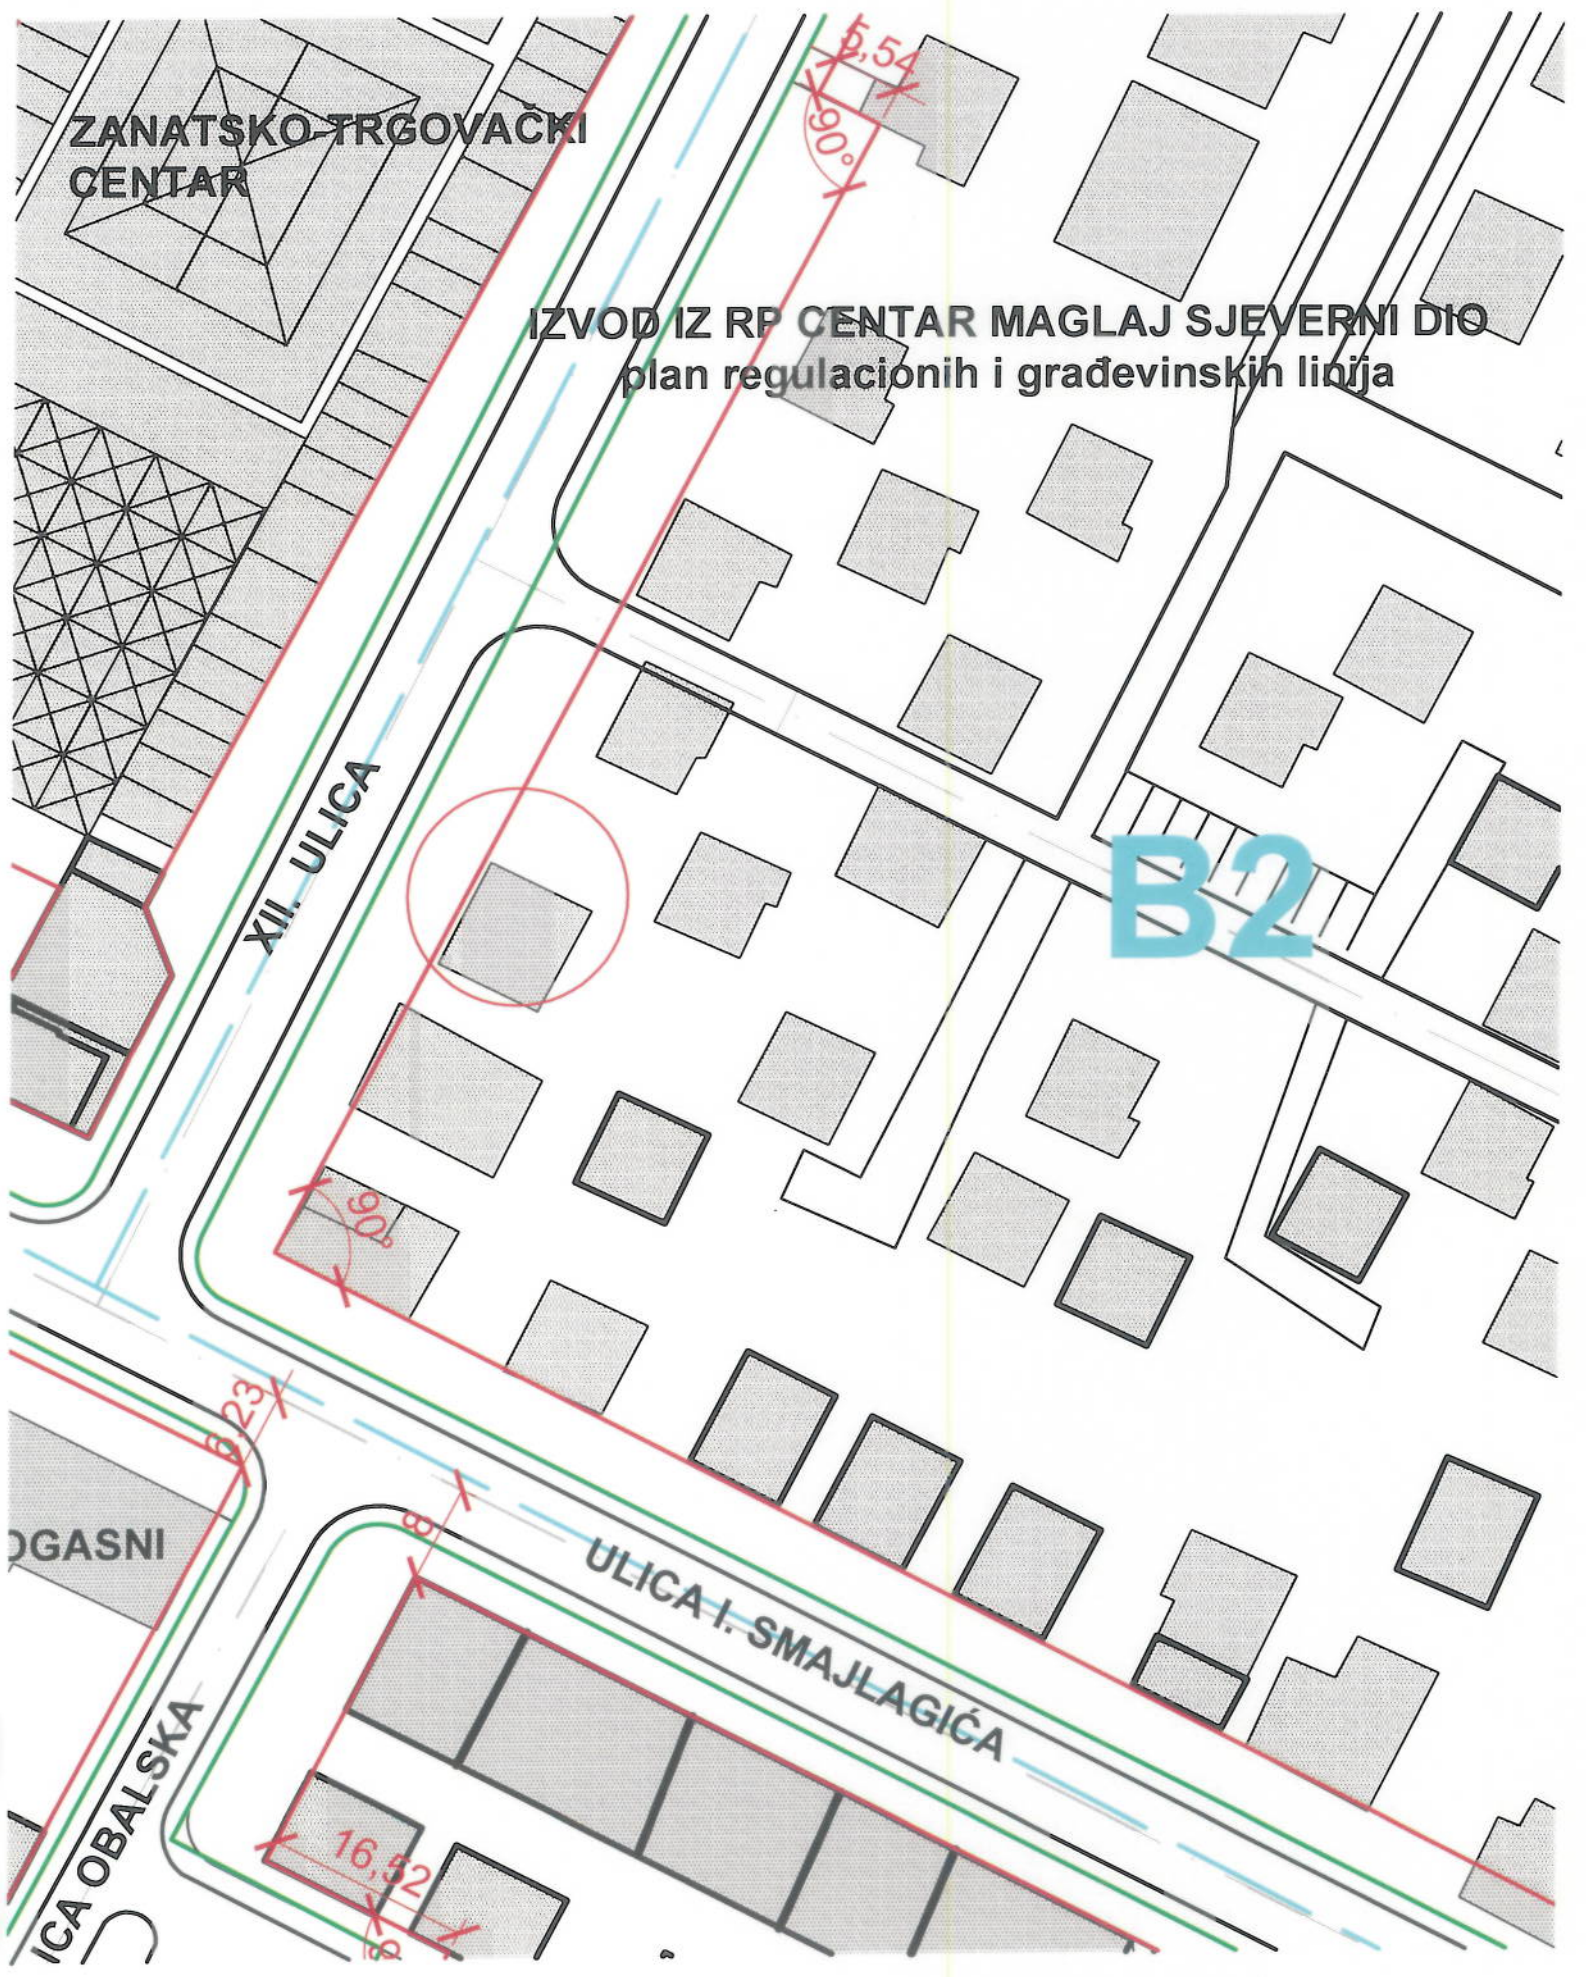 5,54
90°
ZANATSKO-TRGOVAČKI
CENTAR
IZVOD IZ RP CENTAR MAGLAJ SJEVERNI DIO
plan regulacionih i građevinskih linija
XII. ULICA
B2
90°
6,23
8
OGASNI
ULICA I. SMAJLAGIĆA
ICA OBALSKA
16,52
8